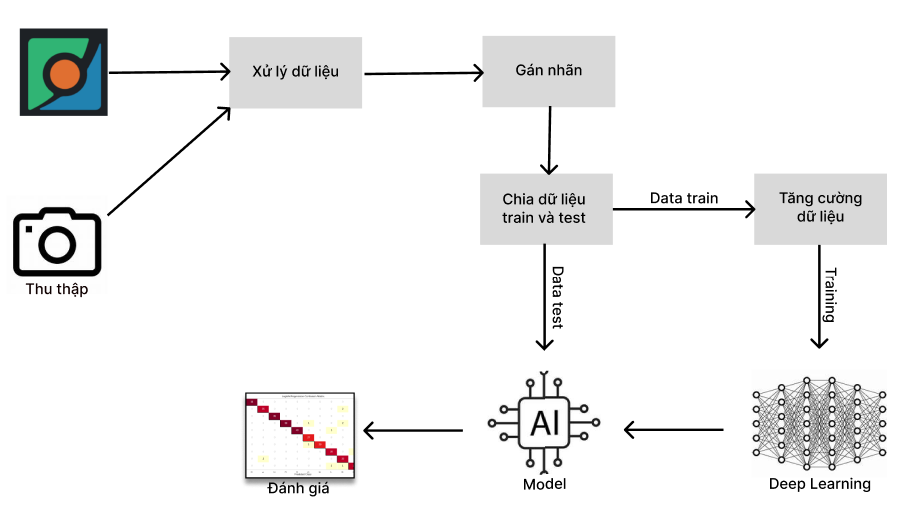 Xử lý dữ liệu
Gán nhãn
Thu thập
Chia dữ liệu
train và test
Data train
Tăng cường
dữ liệu
Data test
Training
AI
Đánh giá
Model
Deep Learning